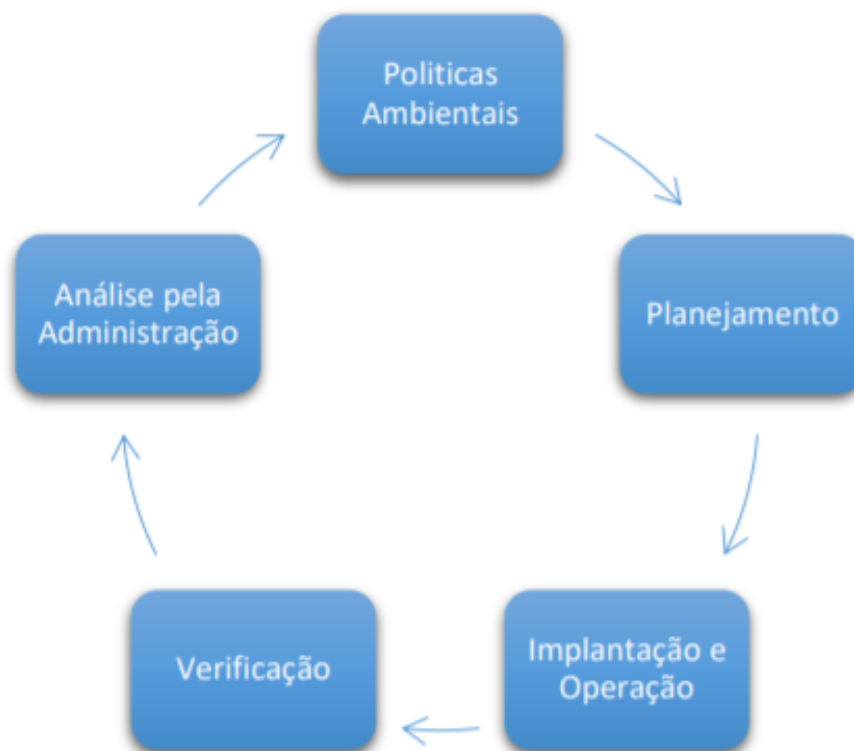 Politicas
Ambientais
Planejamento
Implantação e
Operação
Verificação
Análise pela
Administração